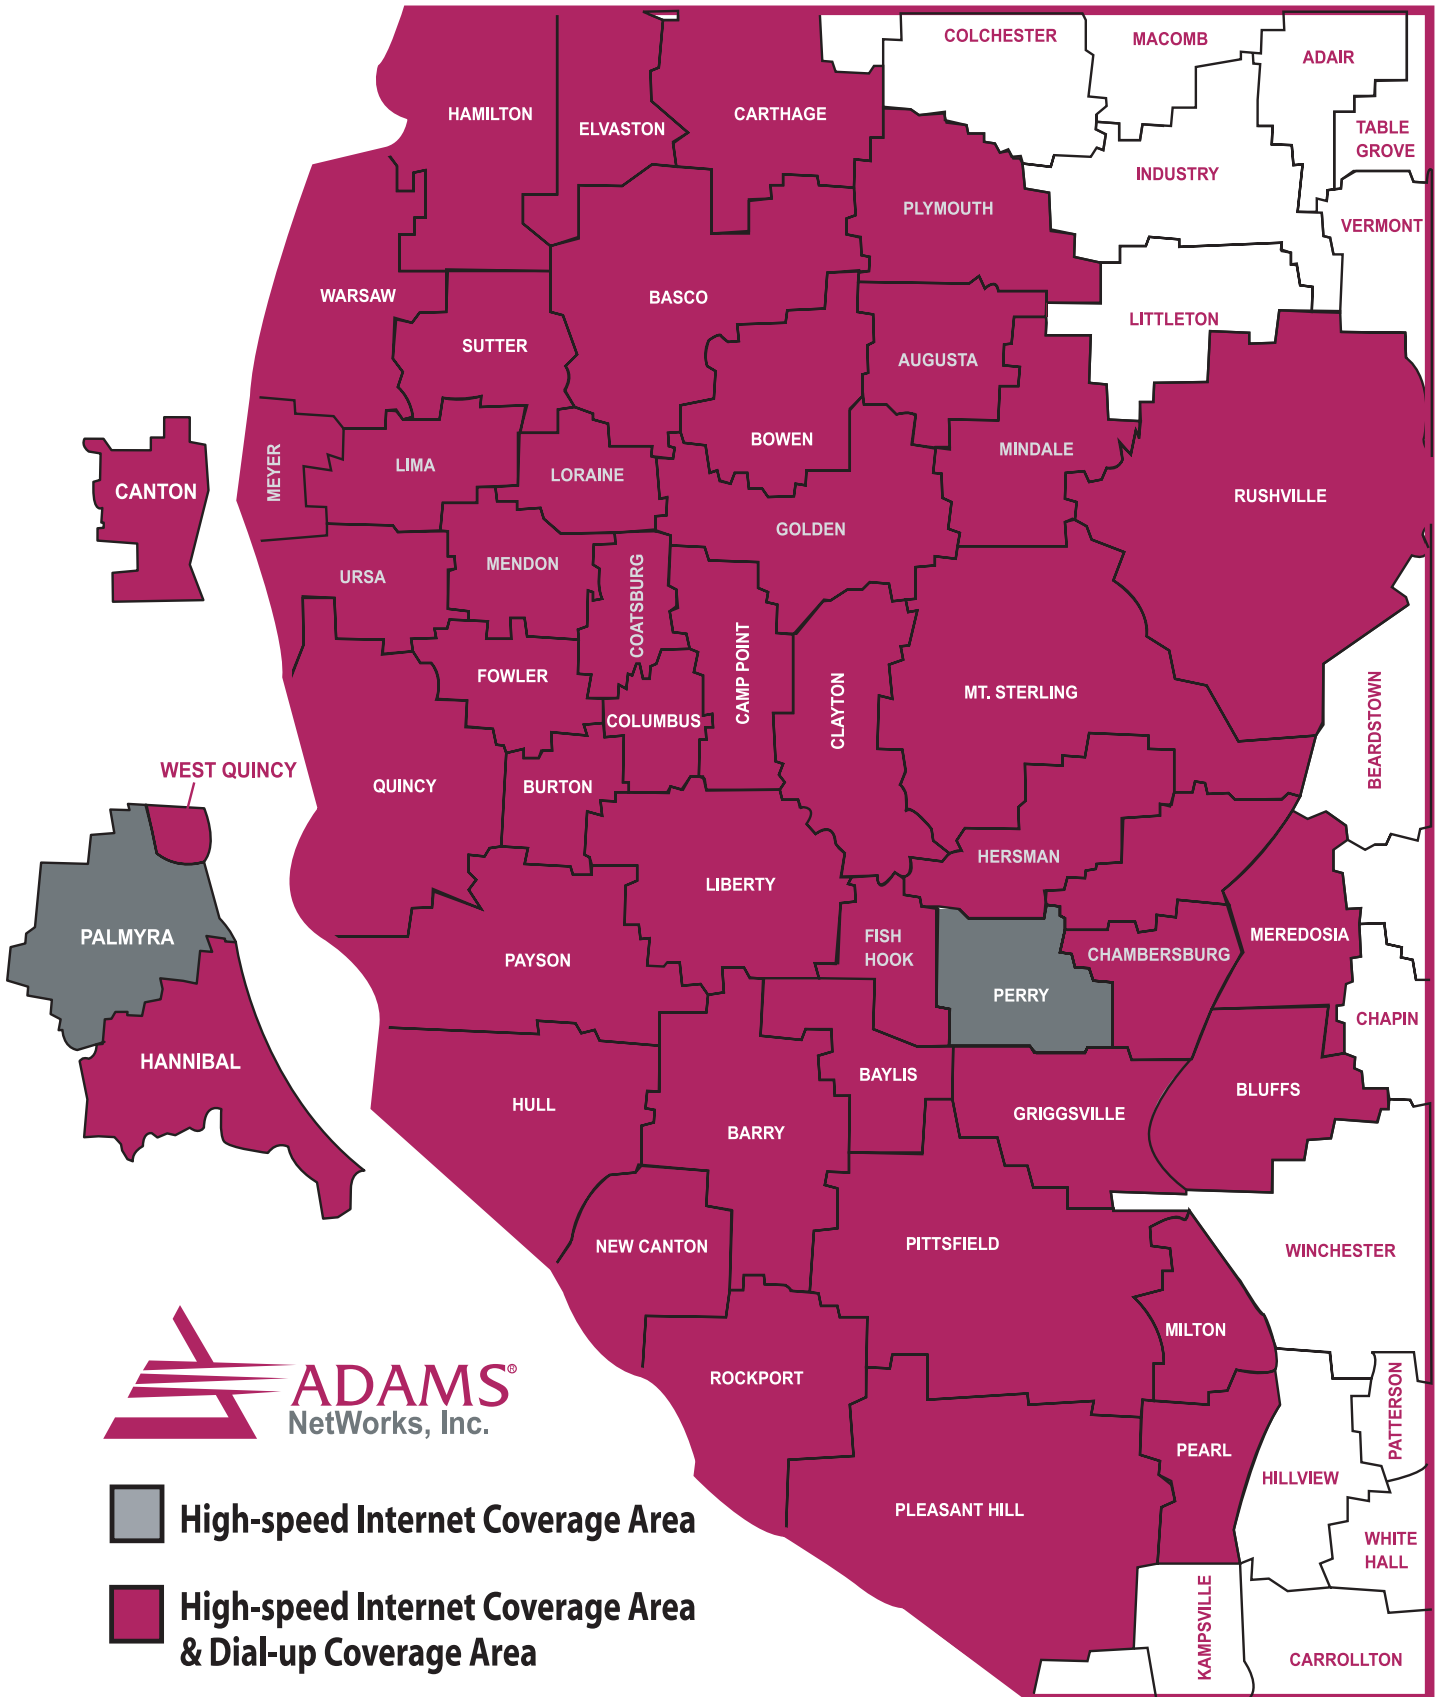 COLCHESTER
MACOMB
ADAIR
HAMILTON
ELVASTON
CARTHAGE
TABLE
GROVE
INDUSTRY
PLYMOUTH
VERMONT
WARSAW
BASCO
LITTLETON
SUTTER
AUGUSTA
BOWEN
MINDALE
MEYER
LIMA
LORAINE
CANTON
RUSHVILLE
GOLDEN
URSA
MENDON
COATSBURG
FOWLER
CAMP POINT
CLAYTON
MT. STERLING
COLUMBUS
BEARDSTOWN
WEST QUINCY
QUINCY
BURTON
HERSMAN
LIBERTY
PALMYRA
FISH
HOOK
MEREDOSIA
CHAMBERSBURG
PAYSON
PERRY
CHAPIN
HANNIBAL
BAYLIS
BLUFFS
HULL
GRIGGSVILLE
BARRY
NEW CANTON
PITTSFIELD
WINCHESTER
MILTON
ROCKPORT
PATTERSON
ADAMS®
NetWorks, Inc.
PEARL
HILLVIEW
PLEASANT HILL
High-speed Internet Coverage Area
WHITE
HALL
High-speed Internet Coverage Area
& Dial-up Coverage Area
KAMPSVILLE
CARROLLTON